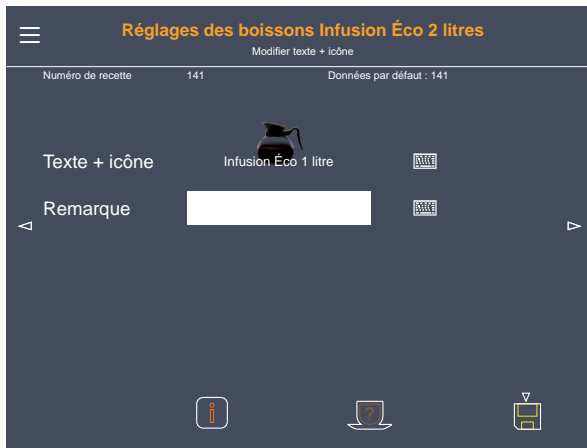 Réglages des boissons Infusion Éco 2 litres
Modifier texte + icône
Numéro de recette 141 Données par défaut : 141
Texte + icône Infusion Éco 1 litre
Remarque
i
?